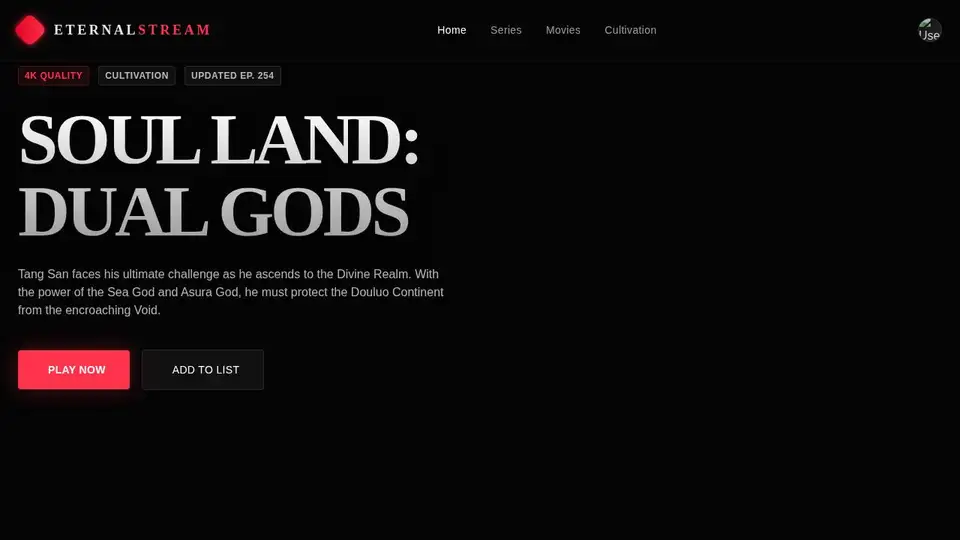 ETERNALSTREAM
Home Series Movies Cultivation
Use
4K QUALITY CULTIVATION UPDATED EP. 254
SOUL LAND:
DUAL GODS
Tang San faces his ultimate challenge as he ascends to the Divine Realm. With
the power of the Sea God and Asura God, he must protect the Douluo Continent
from the encroaching Void.
PLAY NOW ADD TO LIST